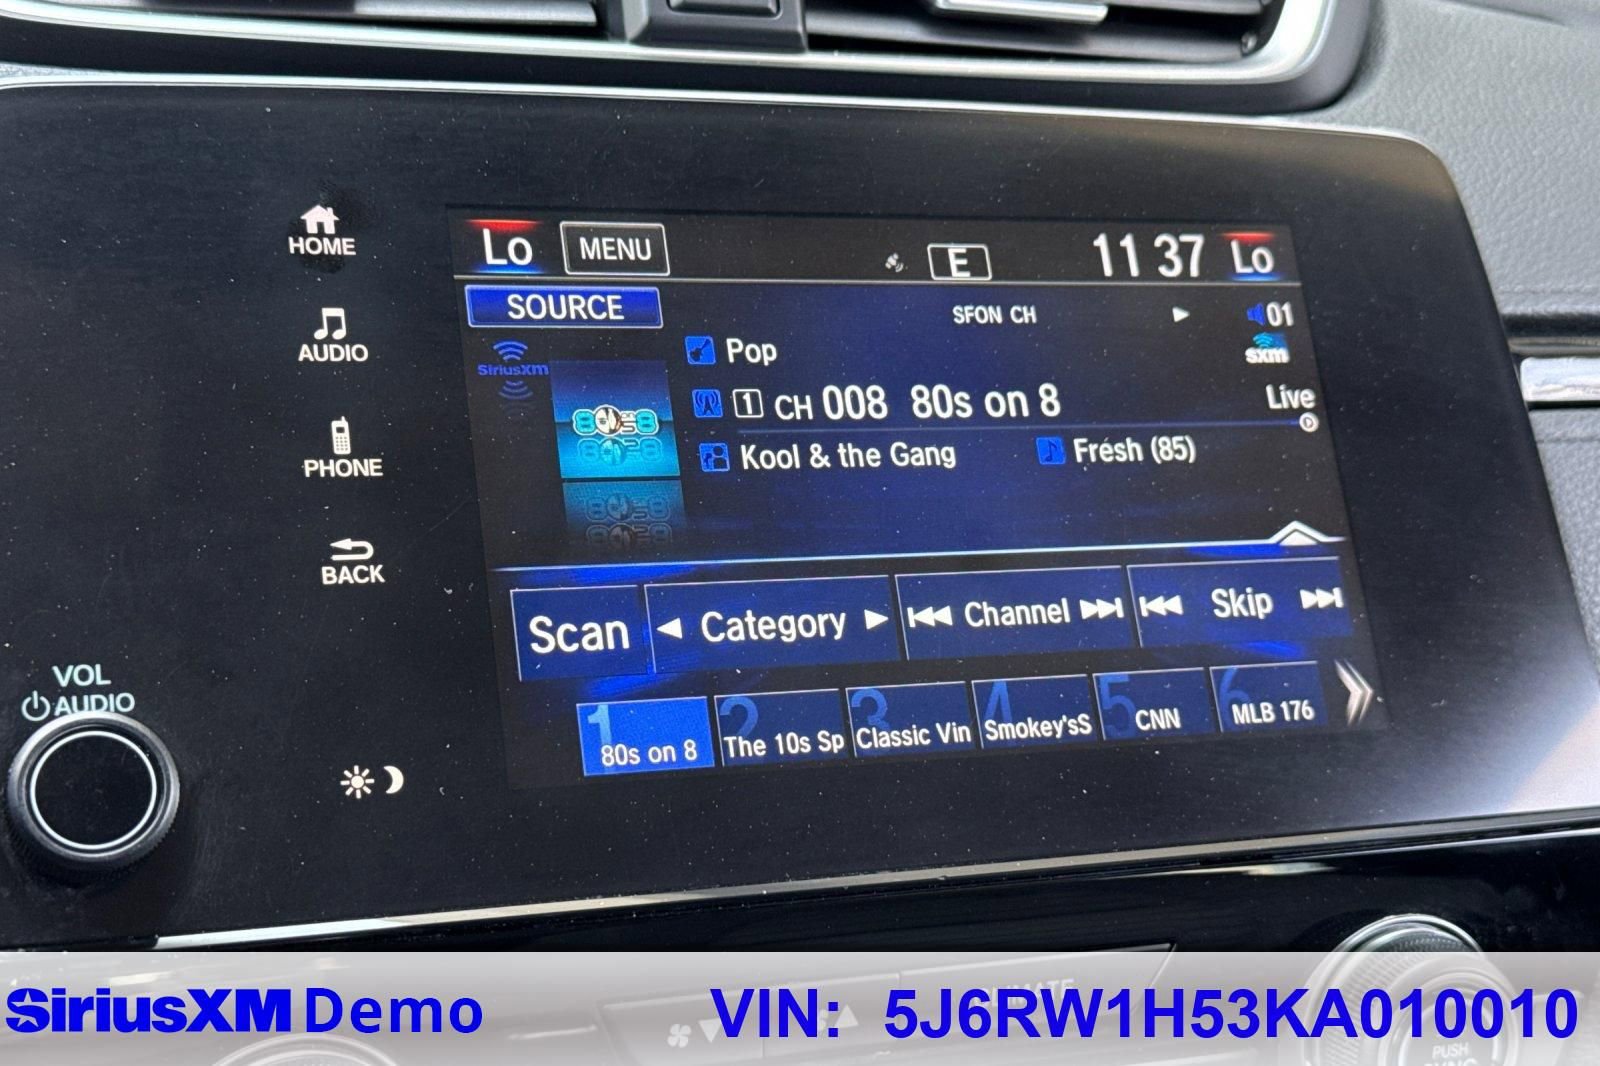 HOME
AUDIO
PHONE
BACK
VOL
AUDIO
Lo
MENU
E
11 37
Lo
SOURCE
SFON CH
01
sxm
SiriusXM
Pop
1 CH 008 80s on 8
Live
Kool & the Gang
Fresh (85)
Scan
Category
Channel
Skip
1 80s on 8
2 The 10s Sp
3 Classic Vin
4 Smokey'sS
5 CNN
6 MLB 176
CLIMATE
PUSH
SYNC
SiriusXM Demo
VIN: 5J6RW1H53KA010010